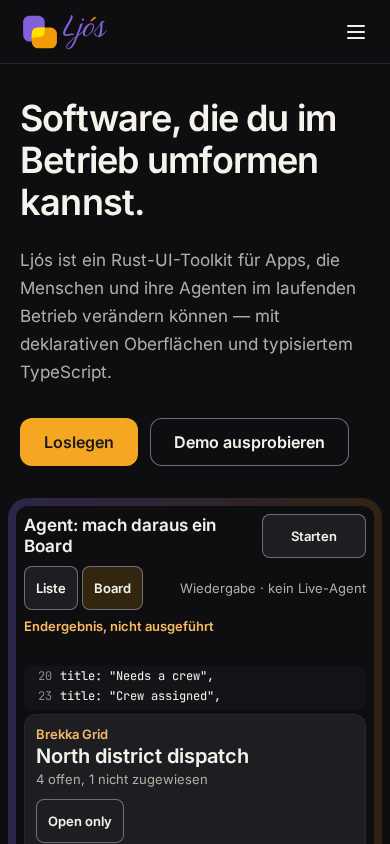 Ljós
Software, die du im
Betrieb umformen
kannst.
Ljós ist ein Rust-UI-Toolkit für Apps, die
Menschen und ihre Agenten im laufenden
Betrieb verändern können — mit
deklarativen Oberflächen und typisiertem
TypeScript.
Loslegen
Demo ausprobieren
Agent: mach daraus ein
Board
Starten
Liste
Board
Wiedergabe · kein Live-Agent
Endergebnis, nicht ausgeführt
20 title: "Needs a crew",
23 title: "Crew assigned",
Brekka Grid
North district dispatch
4 offen, 1 nicht zugewiesen
Open only